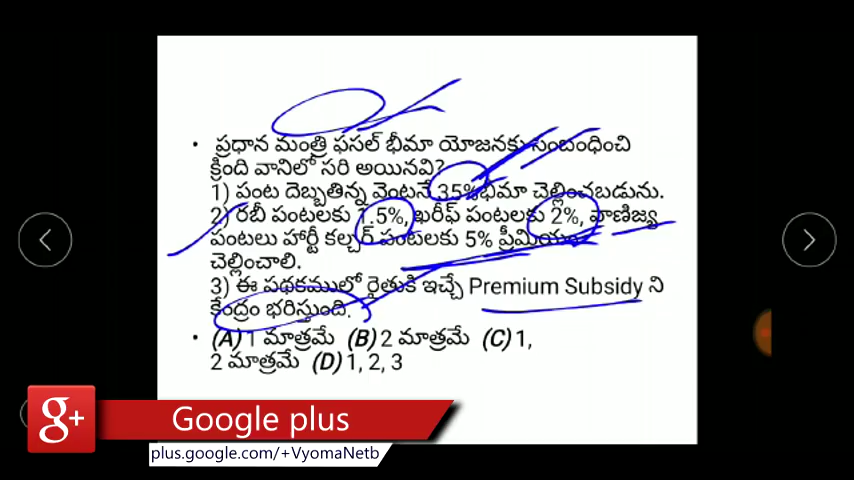 • ప్రధాన మంత్రి ఫసల్ భీమా యోజనకు సంబంధించి
క్రింది వానిలో సరి అయినవి?
1) పంట దెబ్బతిన్న వెంటనే 35% భీమా చెల్లించబడును.
2) రబీ పంటలకు 1.5%, ఖరీఫ్ పంటలకు 2%, వాణిజ్య
పంటలు హార్టీ కల్చర్ పంటలకు 5% ప్రీమియం
చెల్లించాలి.
3) ఈ పథకములో రైతుకి ఇచ్చే Premium Subsidy ని
కేంద్రం భరిస్తుంది.
• (A) 1 మాత్రమే (B) 2 మాత్రమే (C) 1,
2 మాత్రమే (D) 1, 2, 3
g+ Google plus
plus.google.com/+VyomaNetb